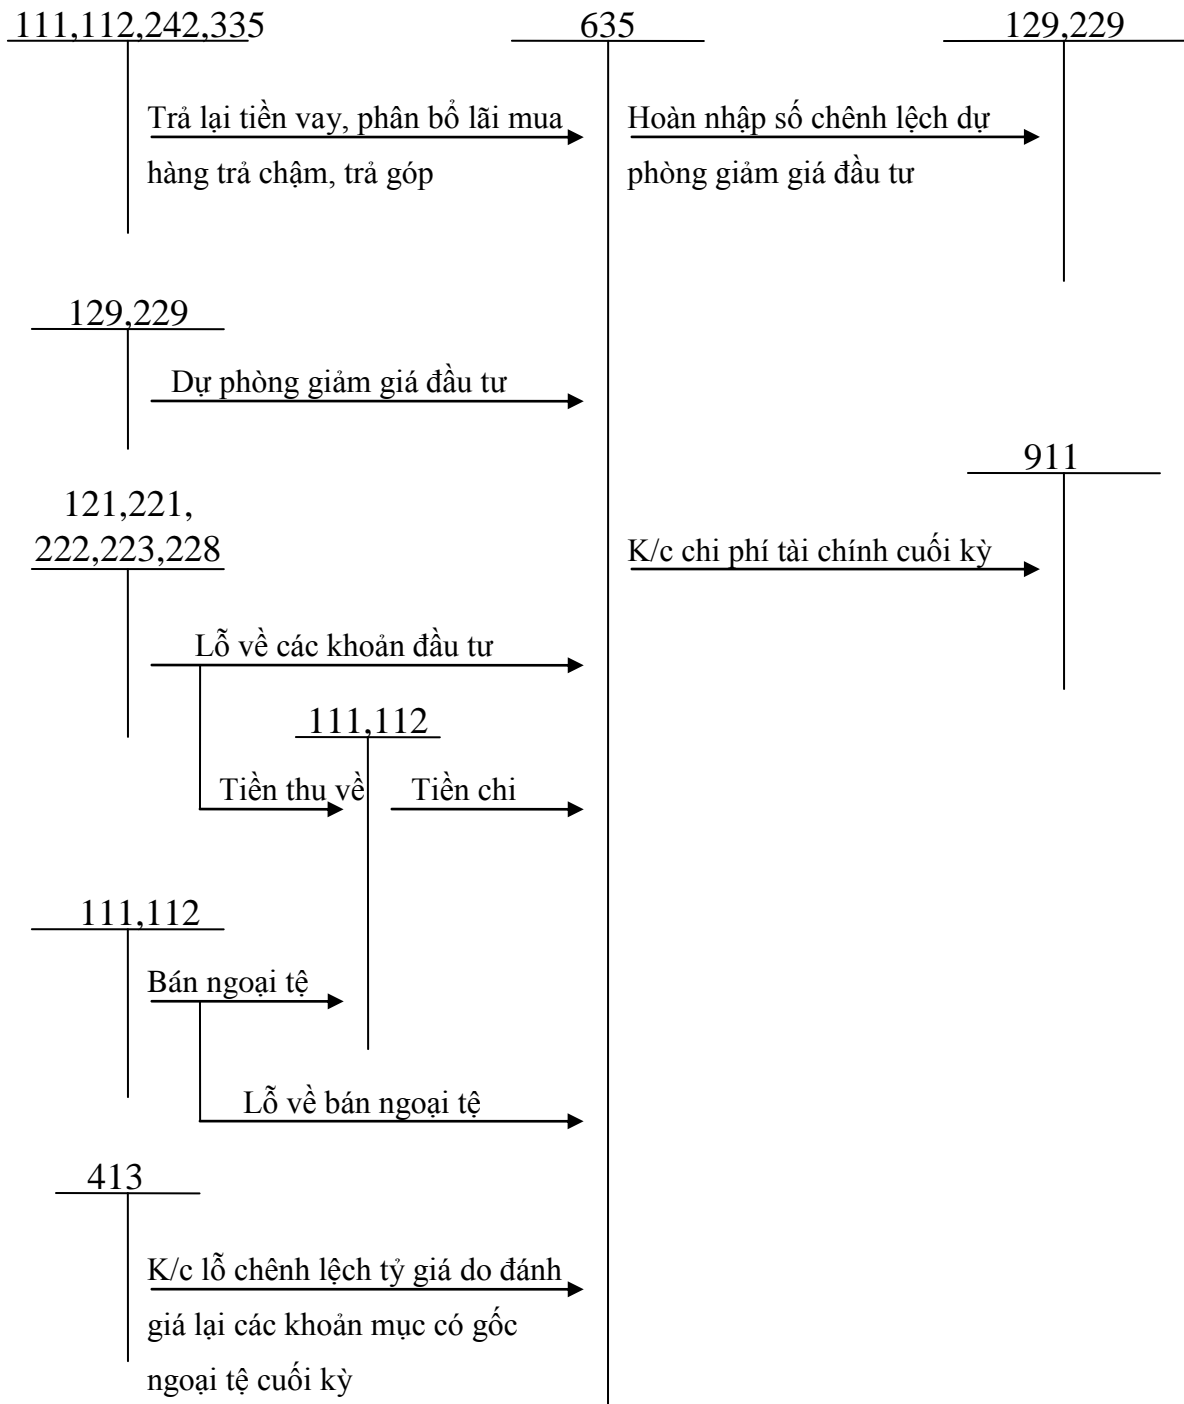 111,112,242,335
635
129,229
Trả lại tiền vay, phân bổ lãi mua
hàng trả chậm, trả góp
Hoàn nhập số chênh lệch dự
phòng giảm giá đầu tư
129,229
Dự phòng giảm giá đầu tư
911
121,221,
222,223,228
K/c chi phí tài chính cuối kỳ
Lỗ về các khoản đầu tư
111,112
Tiền thu về
Tiền chi
111,112
Bán ngoại tệ
Lỗ về bán ngoại tệ
413
K/c lỗ chênh lệch tỷ giá do đánh
giá lại các khoản mục có gốc
ngoại tệ cuối kỳ